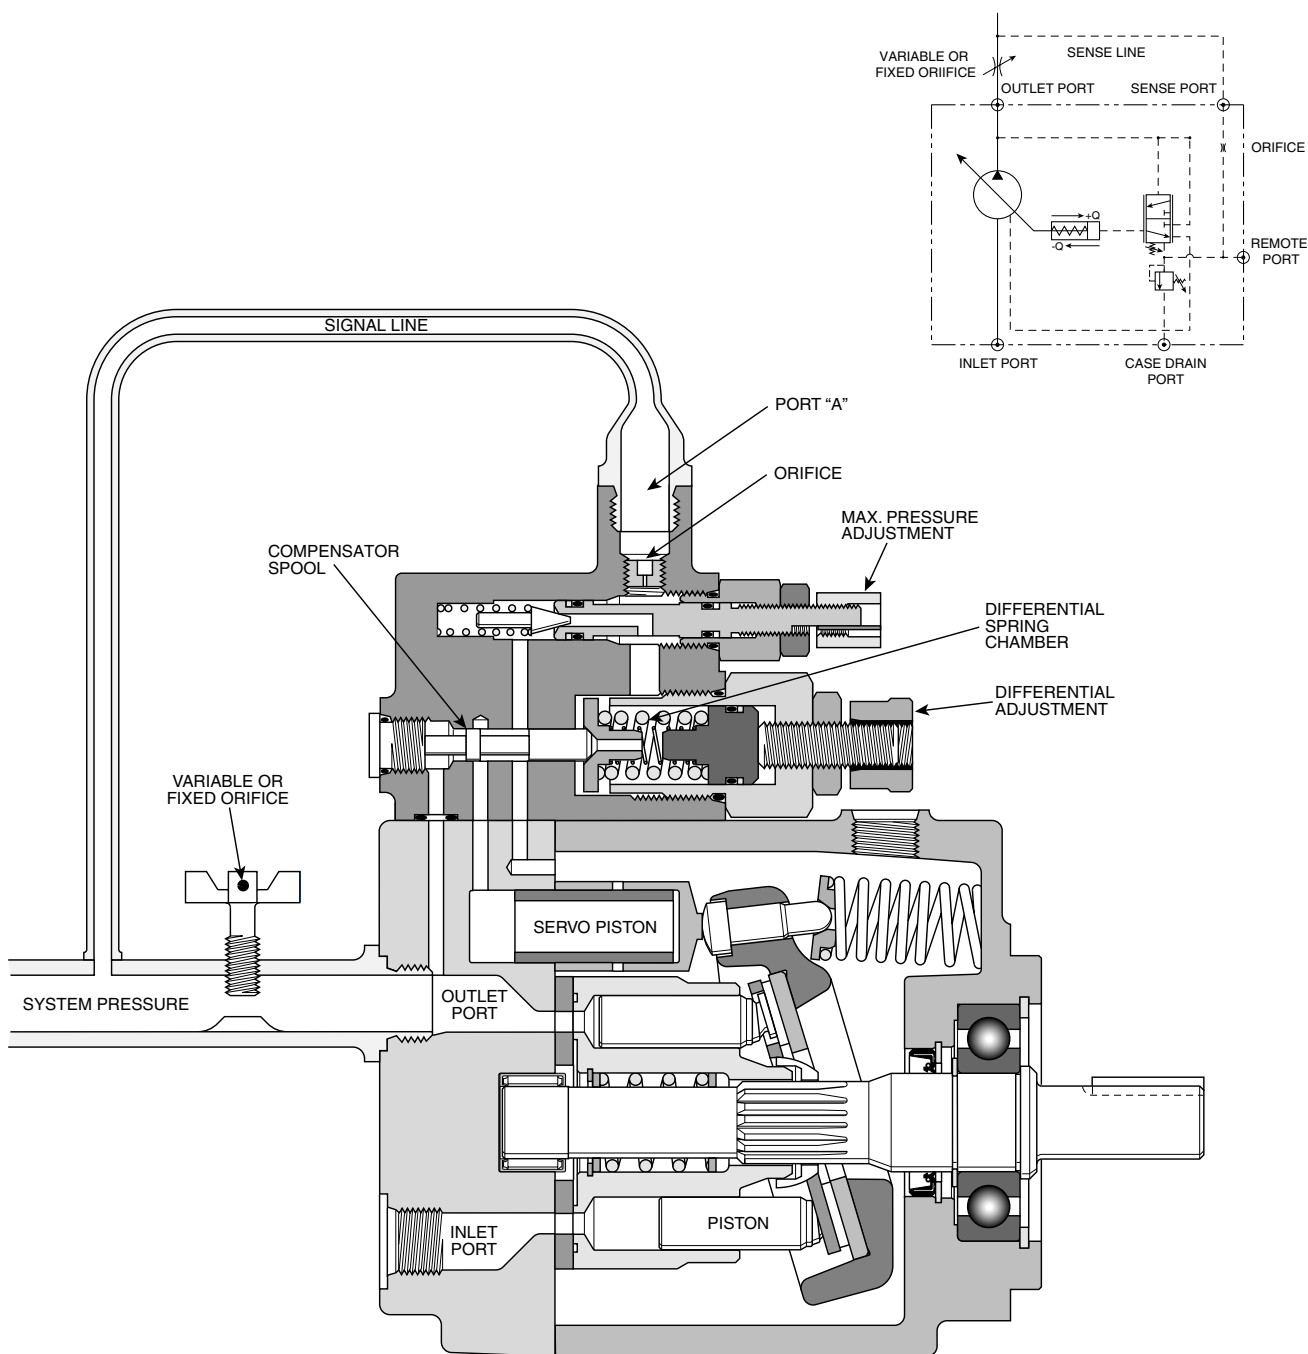 VARIABLE OR
FIXED ORIIFICE
SENSE LINE
OUTLET PORT
SENSE PORT
ORIFICE
+Q
-Q
REMOTE
PORT
INLET PORT
CASE DRAIN
PORT
SIGNAL LINE
PORT “A”
ORIFICE
MAX. PRESSURE
ADJUSTMENT
COMPENSATOR
SPOOL
DIFFERENTIAL
SPRING
CHAMBER
DIFFERENTIAL
ADJUSTMENT
VARIABLE OR
FIXED ORIFICE
SERVO PISTON
SYSTEM PRESSURE
OUTLET
PORT
PISTON
INLET
PORT